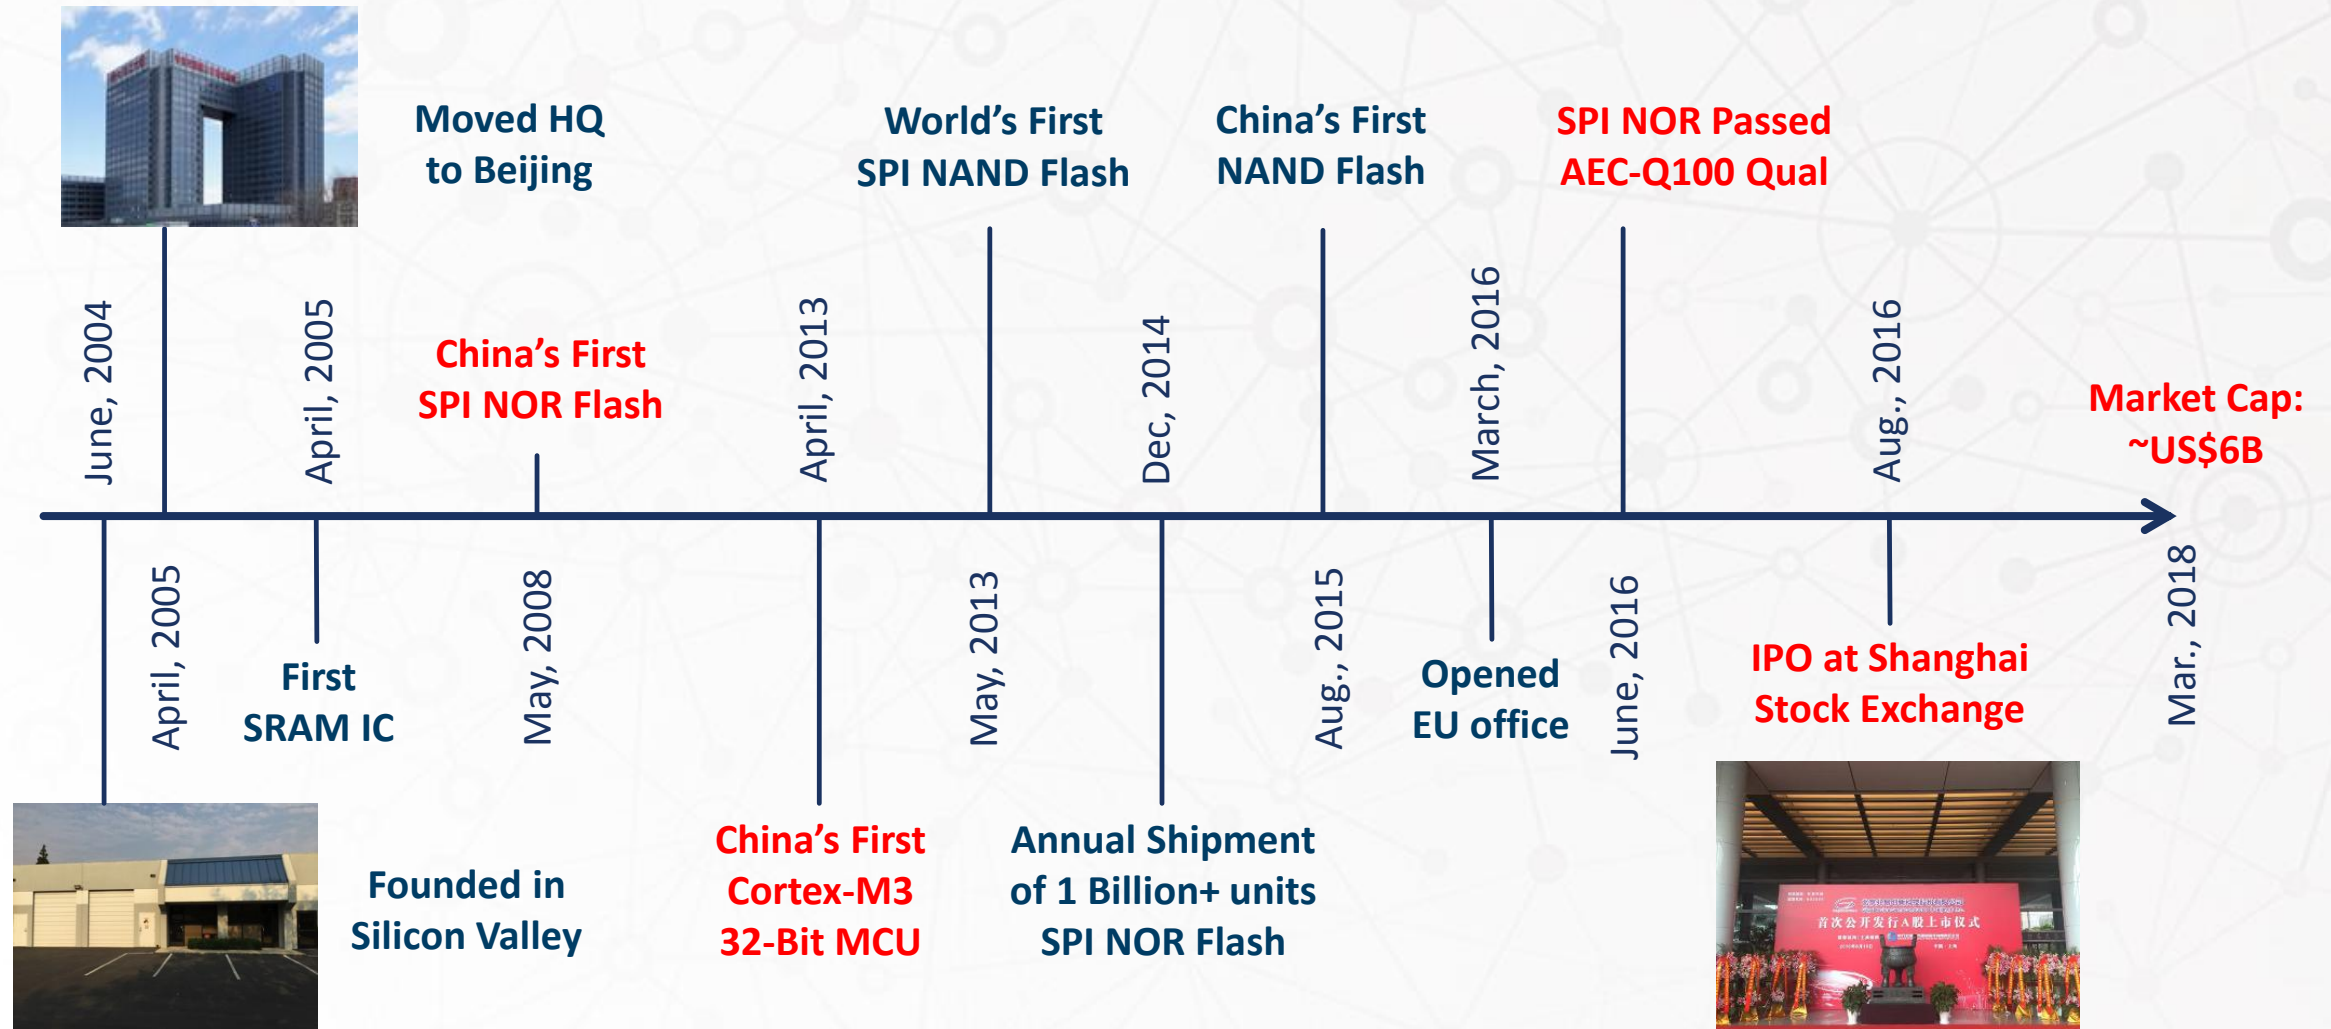 Moved HQ
to Beijing
World's First
SPI NAND Flash
China's First
NAND Flash
SPI NOR Passed
AEC-Q100 Qual
June, 2004
April, 2005
China's First
SPI NOR Flash
April, 2013
Dec, 2014
March, 2016
Aug., 2016
Market Cap:
~US$6B
April, 2005
First
SRAM IC
May, 2008
May, 2013
Aug., 2015
Opened
EU office
June, 2016
IPO at Shanghai
Stock Exchange
Mar., 2018
Founded in
Silicon Valley
China's First
Cortex-M3
32-Bit MCU
Annual Shipment
of 1 Billion+ units
SPI NOR Flash
首次公开发行A股上市仪式